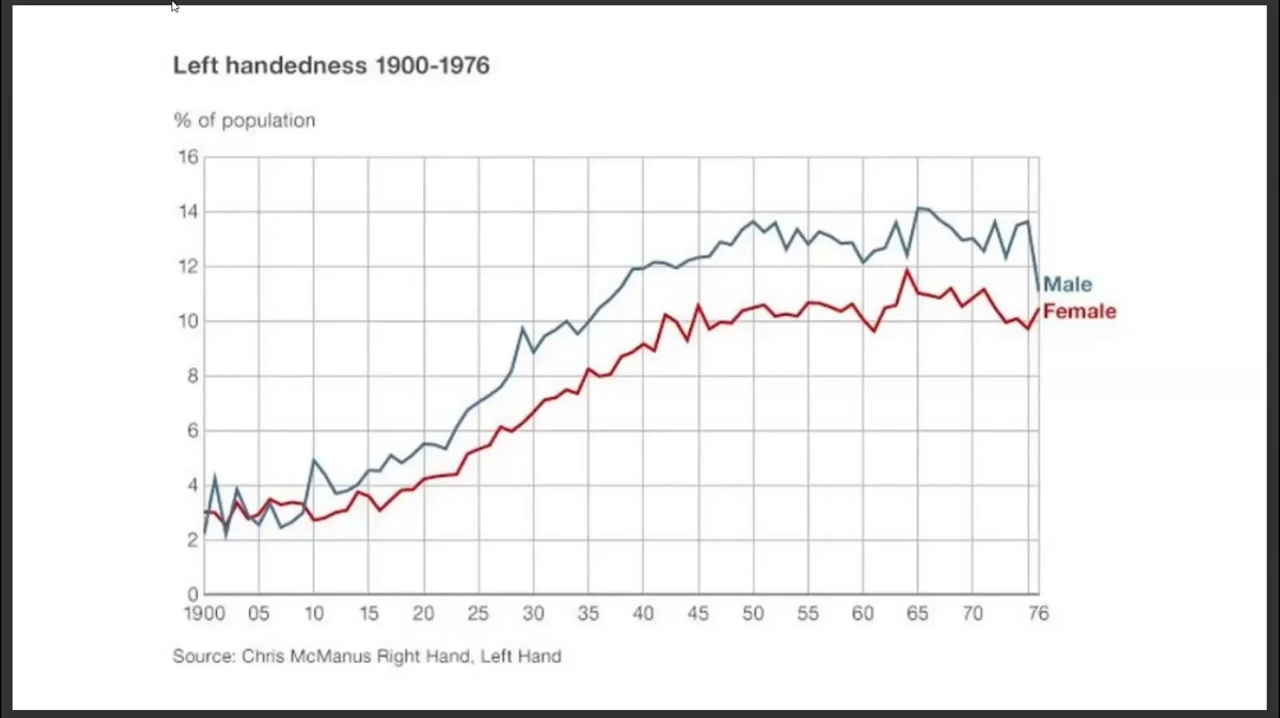 Left handedness 1900-1976
% of population
16
14
12
10
8
6
4
2
0
Male
Female
1900 05 10 15 20 25 30 35 40 45 50 55 60 65 70 76
Source: Chris McManus Right Hand, Left Hand